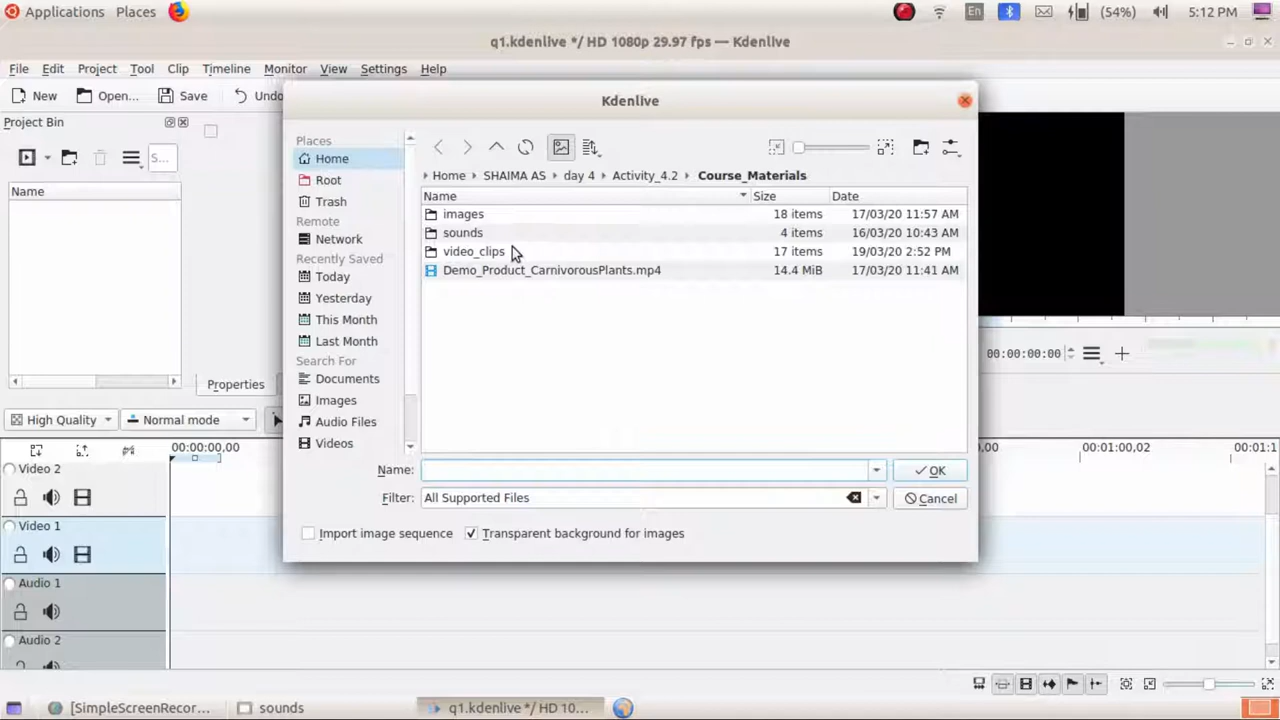 Applications Places En (54%) 5:12 PM
q1.kdenlive */ HD 1080p 29.97 fps — Kdenlive
File Edit Project Tool Clip Timeline Monitor View Settings Help
New Open... Save Undo
Project Bin
S...
Name
Properties
Kdenlive
Places
Home
Root
Trash
Remote
Network
Recently Saved
Today
Yesterday
This Month
Last Month
Search For
Documents
Images
Audio Files
Videos
Home SHAIMA AS day 4 Activity_4.2 Course_Materials
Name Size Date
images 18 items 17/03/20 11:57 AM
sounds 4 items 16/03/20 10:43 AM
video_clips 17 items 19/03/20 2:52 PM
Demo_Product_CarnivorousPlants.mp4 14.4 MiB 17/03/20 11:41 AM
Name: OK
Filter: All Supported Files Cancel
Import image sequence Transparent background for images
00:00:00:00
High Quality Normal mode
00:00:00,00 00,00 00:01:00,02 00:01:1
Video 2
Video 1
Audio 1
Audio 2
[SimpleScreenRecor... sounds q1.kdenlive */ HD 10...